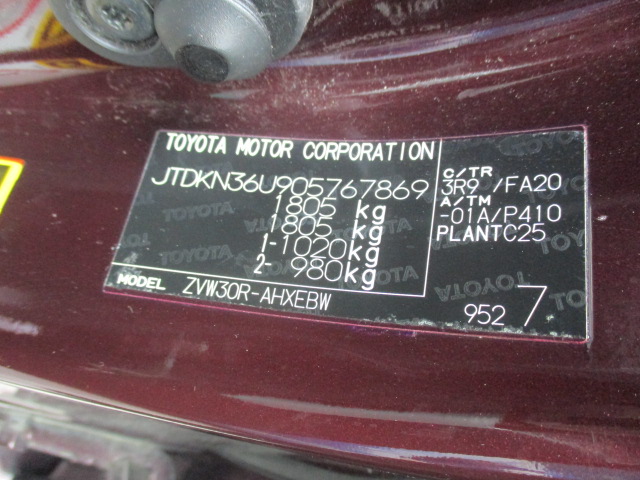 TOYOTA MOTOR CORPORATION
JTDKN36U905767869
1805 kg
1805 kg
1- 1020kg
2- 980kg
MODEL ZVW30R-AHXEBW
C/TR
3R9 /FA20
A/TM
-01A/P410
PLANTC25
952 7